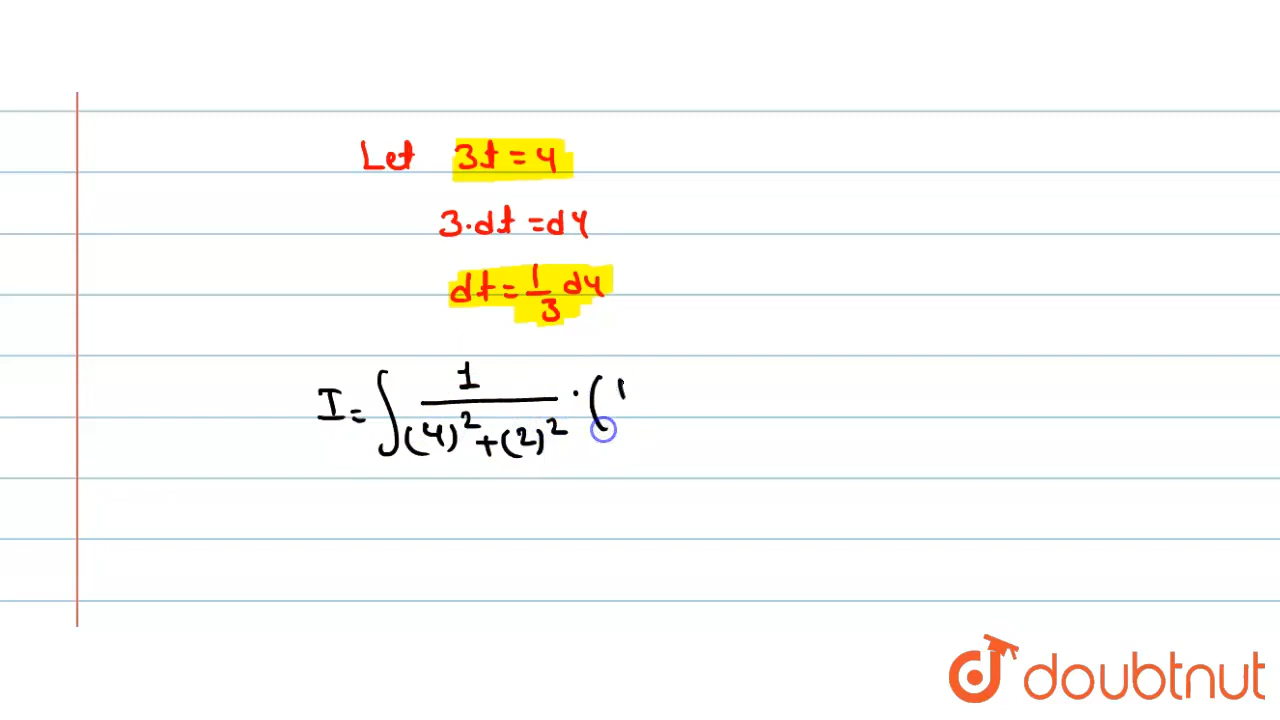 Let 3t = y
3·dt = dy
dt = 1/3 dy
I = ∫ 1/((y)²+(2)²) · (1
doubtnut